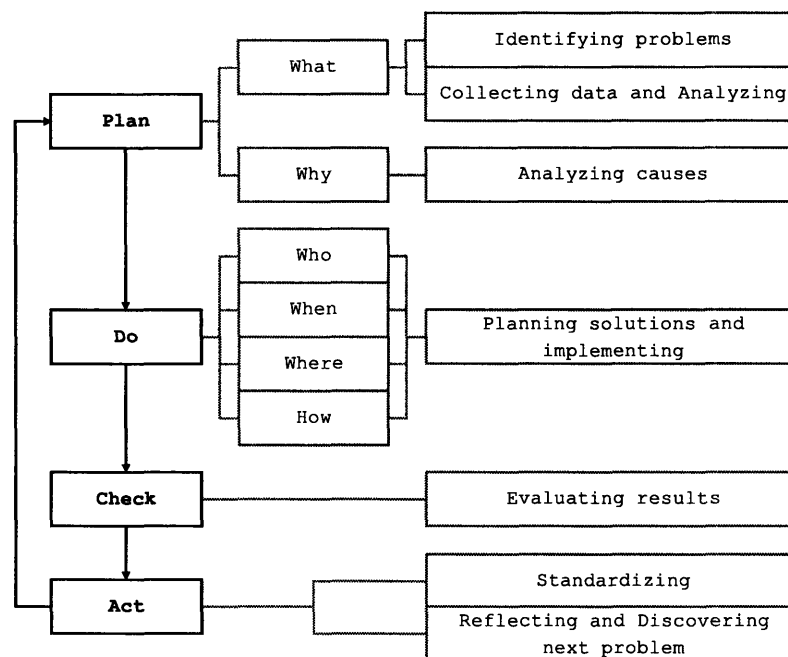 What
Identifying problems
Collecting data and Analyzing
Plan
Why
Analyzing causes
Who
When
Do
Where
How
Planning solutions and
implementing
Check
Evaluating results
Act
Standardizing
Reflecting and Discovering
next problem